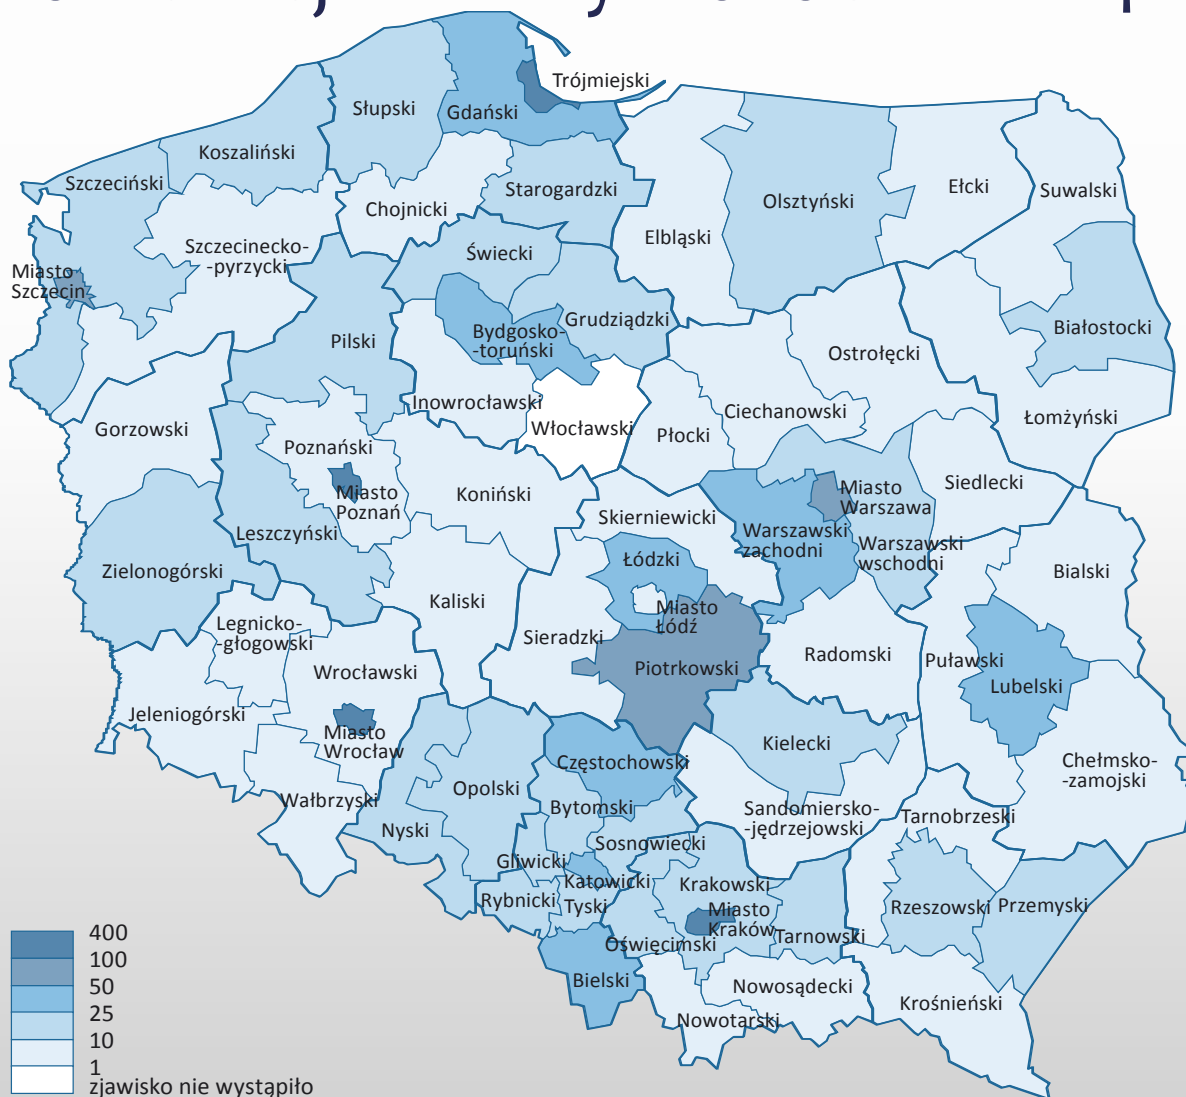 Trójmiejski
Słupski
Gdański
Koszaliński
Szczeciński
Starogardzki
Ełcki
Suwalski
Olsztyński
Chojnicki
Elbląski
Szczecinecko-
-pyrzycki
Świecki
Miasto
Szczecin
Grudziądzki
Białostocki
Bydgosko-
-toruński
Pilski
Ostrołęcki
Inowrocławski
Ciechanowski
Łomżyński
Gorzowski
Włocławski
Płocki
Poznański
Siedlecki
Miasto
Poznań
Koniński
Miasto
Warszawa
Skierniewicki
Leszczyński
Warszawski
zachodni
Warszawski
wschodni
Łódzki
Zielonogórski
Bialski
Kaliski
Miasto
Łódź
Legnicko-
-głogowski
Sieradzki
Radomski
Puławski
Wrocławski
Piotrkowski
Lubelski
Jeleniogórski
Miasto
Wrocław
Kielecki
Częstochowski
Chełmsko-
-zamojski
Opolski
Wałbrzyski
Bytomski
Sandomiersko-
-jędrzejowski
Tarnobrzeski
Nyski
Sosnowiecki
Gliwicki
Katowicki
Krakowski
Rybnicki
Tyski
Miasto
Kraków
Rzeszowski
Przemyski
Oświęcimski
Tarnowski
Bielski
Nowosądecki
Krośnieński
Nowotarski
400
100
50
25
10
1
zjawisko nie wystąpiło